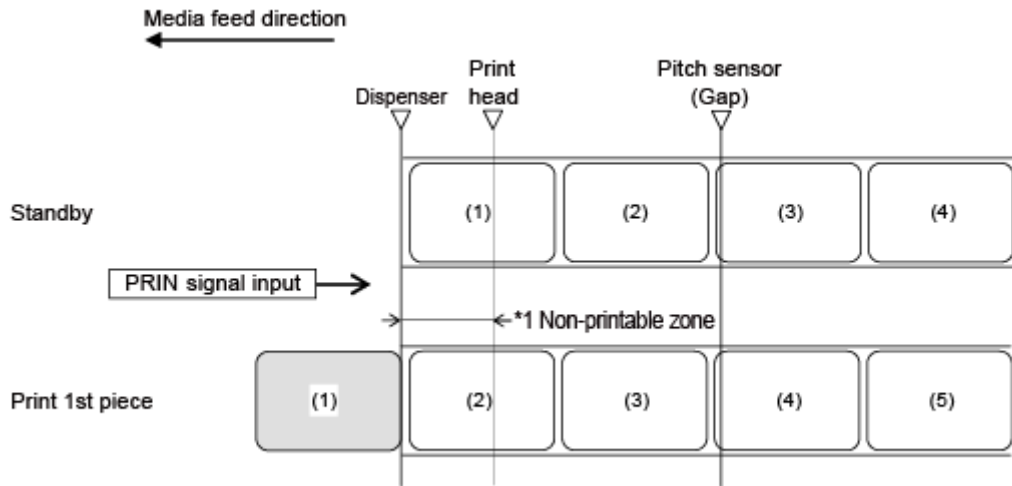 Media feed direction
Dispenser
Print
head
Pitch sensor
(Gap)
Standby
(1)
(2)
(3)
(4)
PRIN signal input
*1 Non-printable zone
Print 1st piece
(1)
(2)
(3)
(4)
(5)